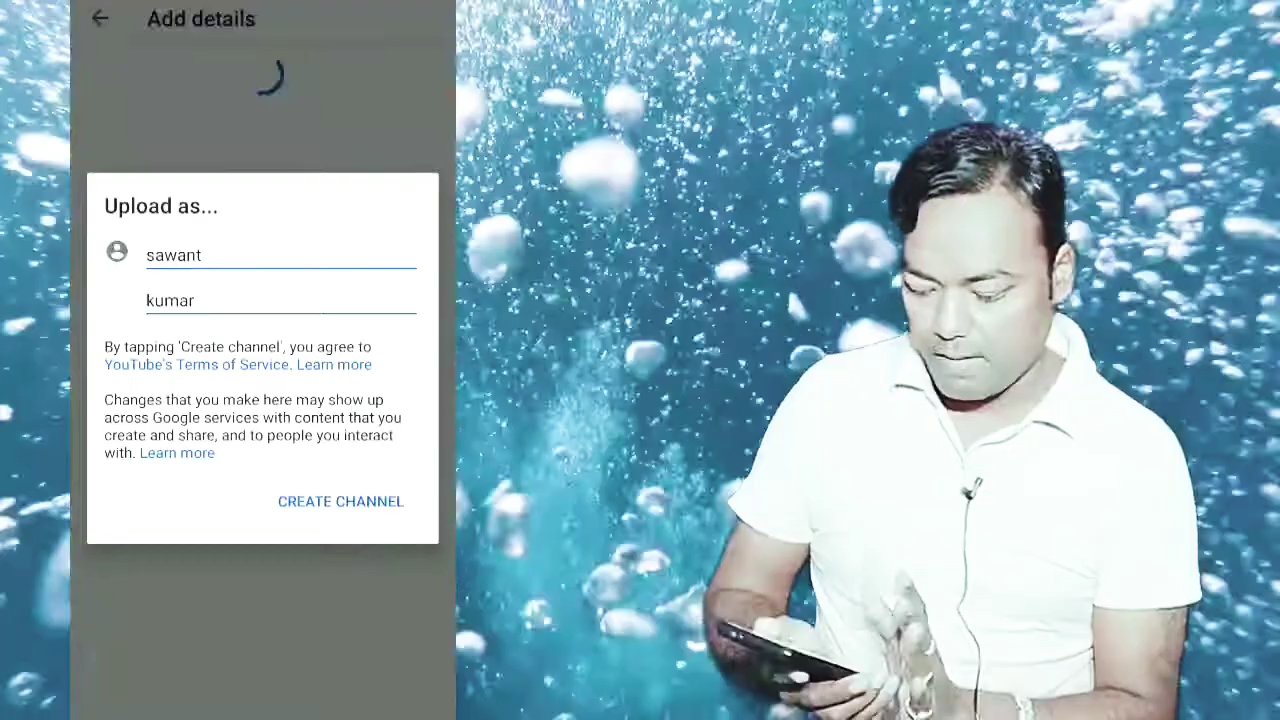 Add details
Upload as...
sawant
kumar
By tapping 'Create channel', you agree to
YouTube's Terms of Service. Learn more
Changes that you make here may show up
across Google services with content that you
create and share, and to people you interact
with. Learn more
CREATE CHANNEL